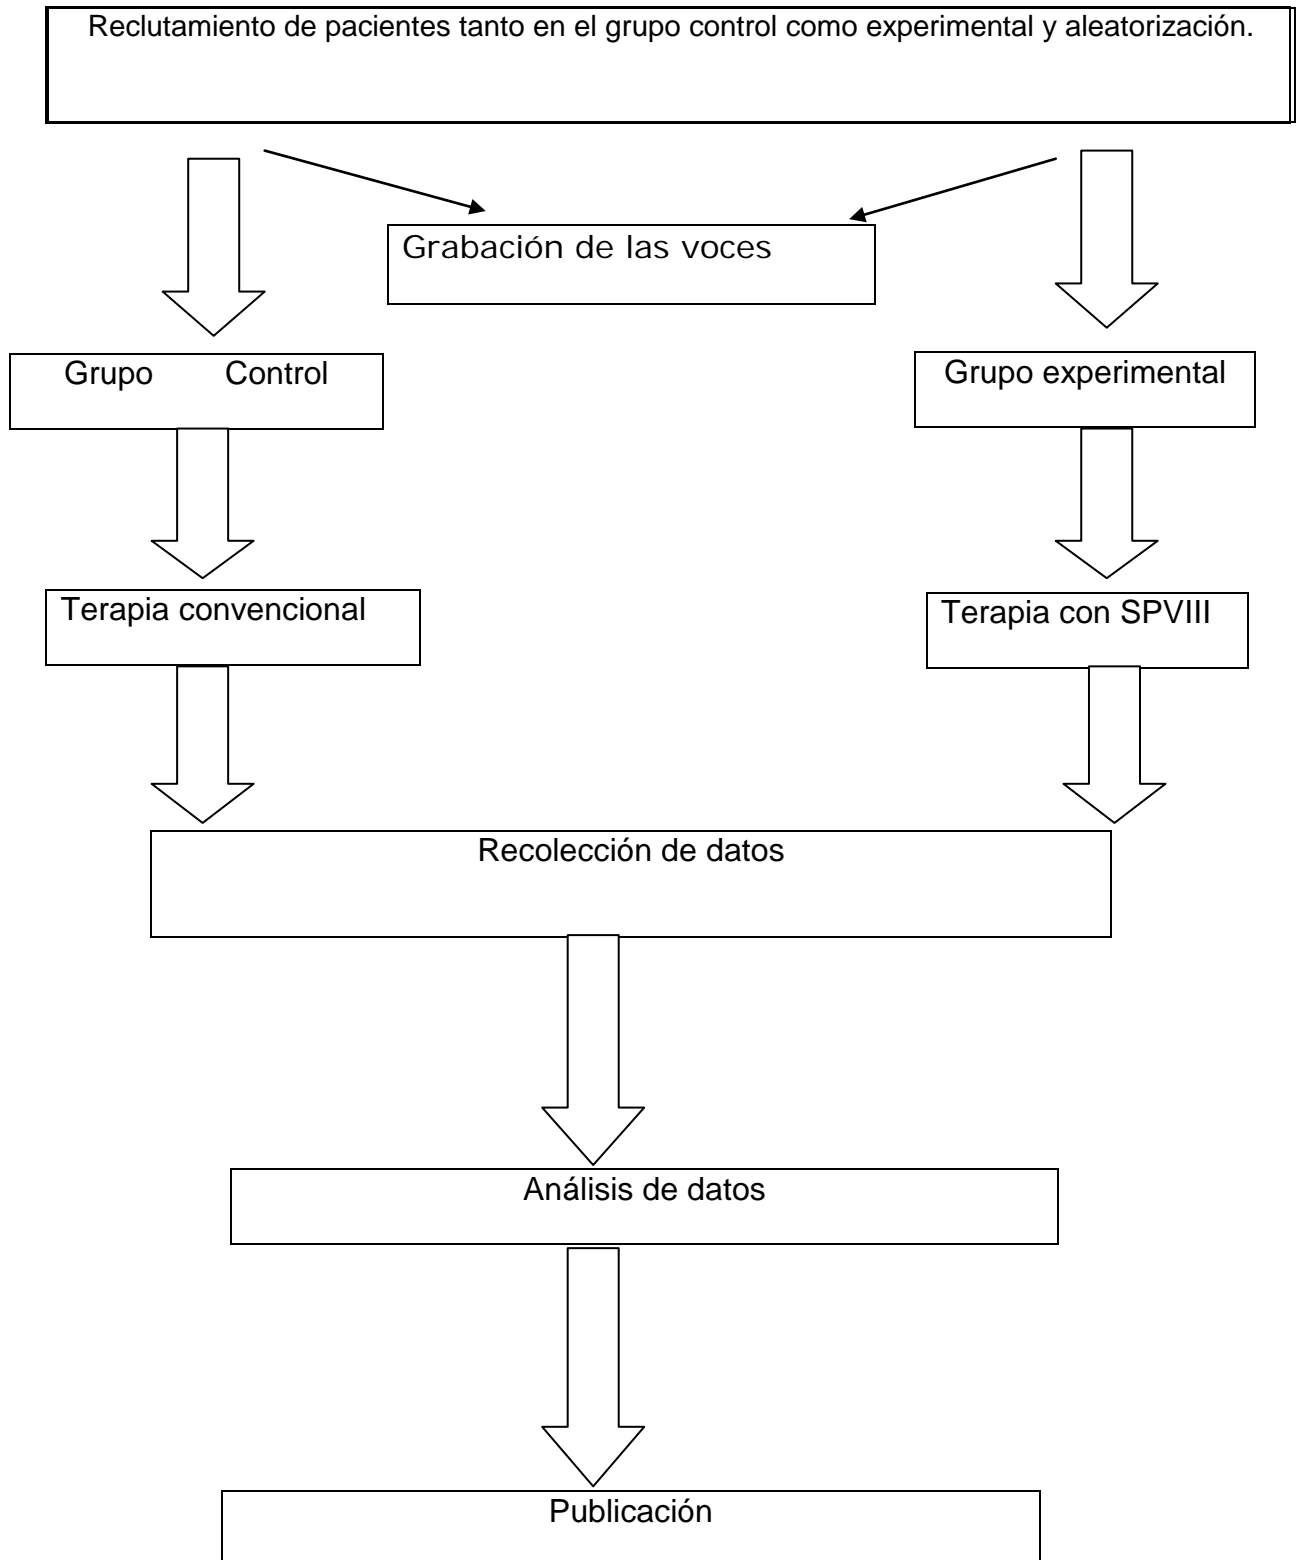 Reclutamiento de pacientes tanto en el grupo control como experimental y aleatorización.
Grabación de las voces
Grupo Control
Grupo experimental
Terapia convencional
Terapia con SPVIII
Recolección de datos
Análisis de datos
Publicación